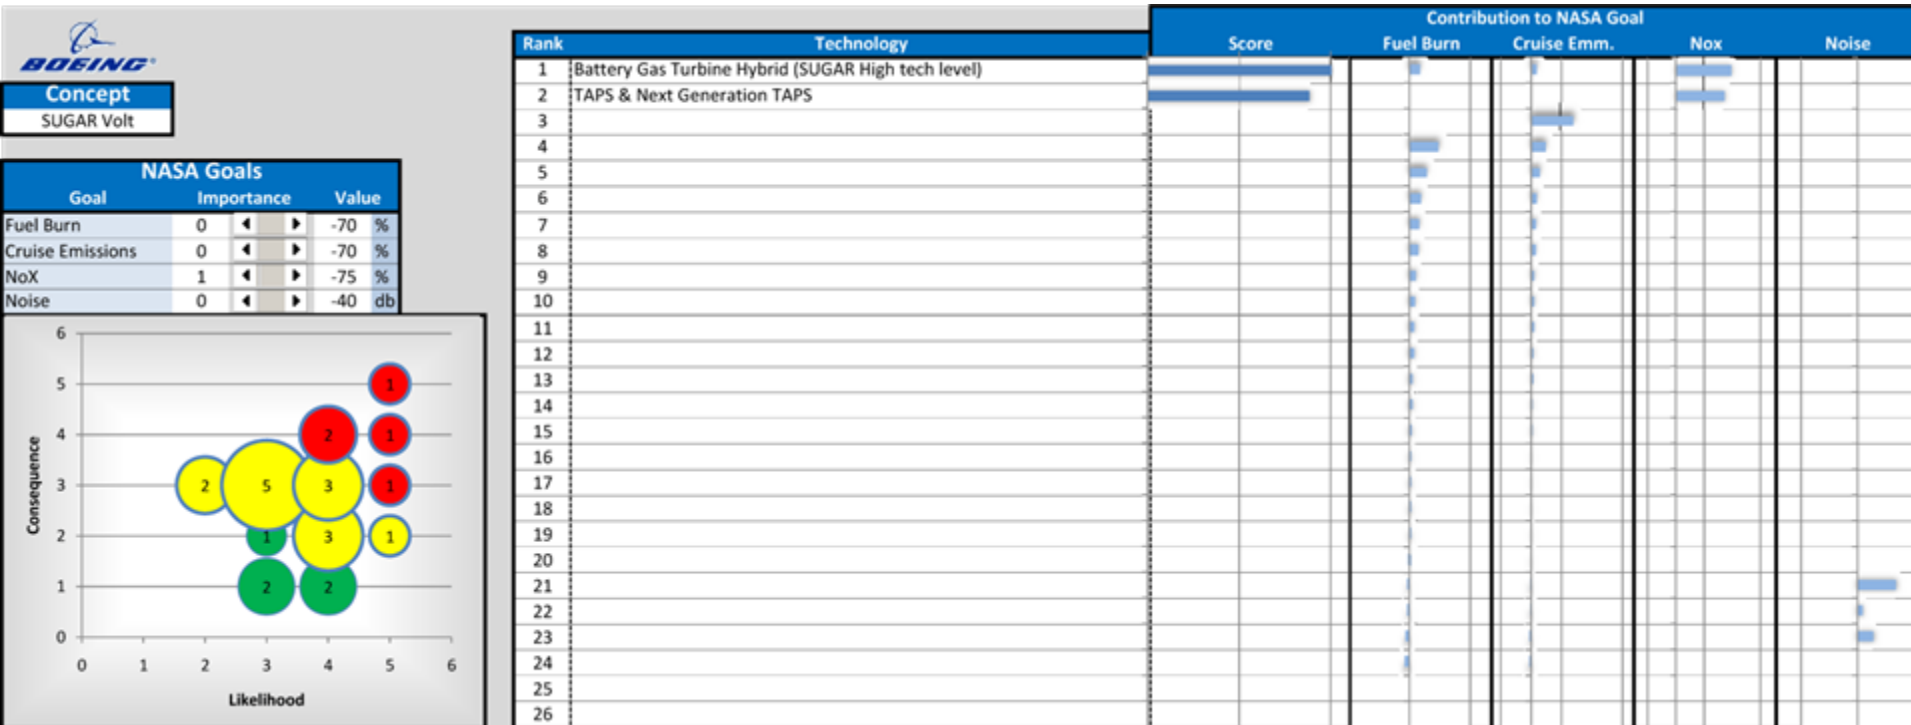 BOEING
Concept
SUGAR Volt
NASA Goals
Goal Importance Value
Fuel Burn 0 -70 %
Cruise Emissions 0 -70 %
NoX 1 -75 %
Noise 0 -40 db
6
5
4
3
2
1
0
0 1 2 3 4 5 6
Consequence
Likelihood
1
2 1
2 5 3 1
1 3 1
2 2
Contribution to NASA Goal
Rank Technology Score Fuel Burn Cruise Emm. Nox Noise
1 Battery Gas Turbine Hybrid (SUGAR High tech level)
2 TAPS & Next Generation TAPS
3
4
5
6
7
8
9
10
11
12
13
14
15
16
17
18
19
20
21
22
23
24
25
26